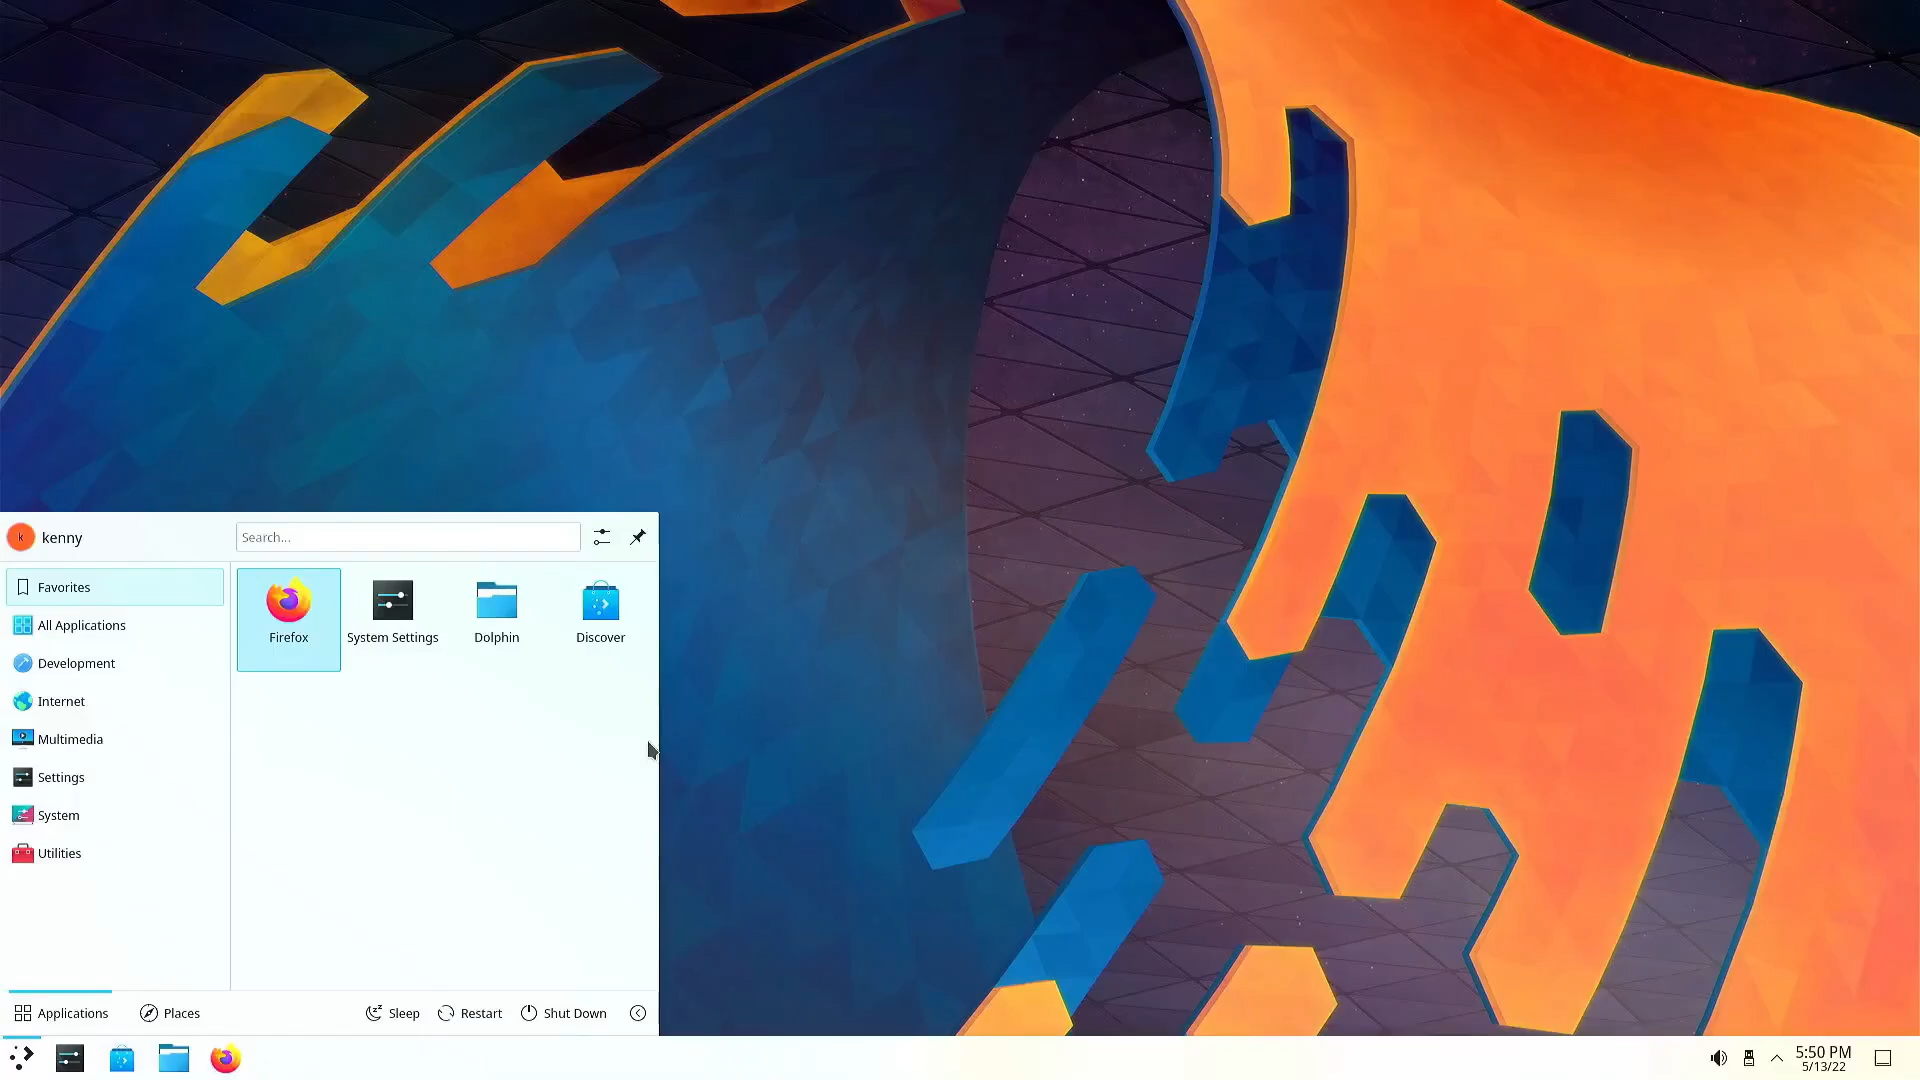 k kenny
Search...
Favorites
All Applications
Development
Internet
Multimedia
Settings
System
Utilities
Firefox
System Settings
Dolphin
Discover
Applications
Places
Sleep
Restart
Shut Down
5:50 PM
5/13/22